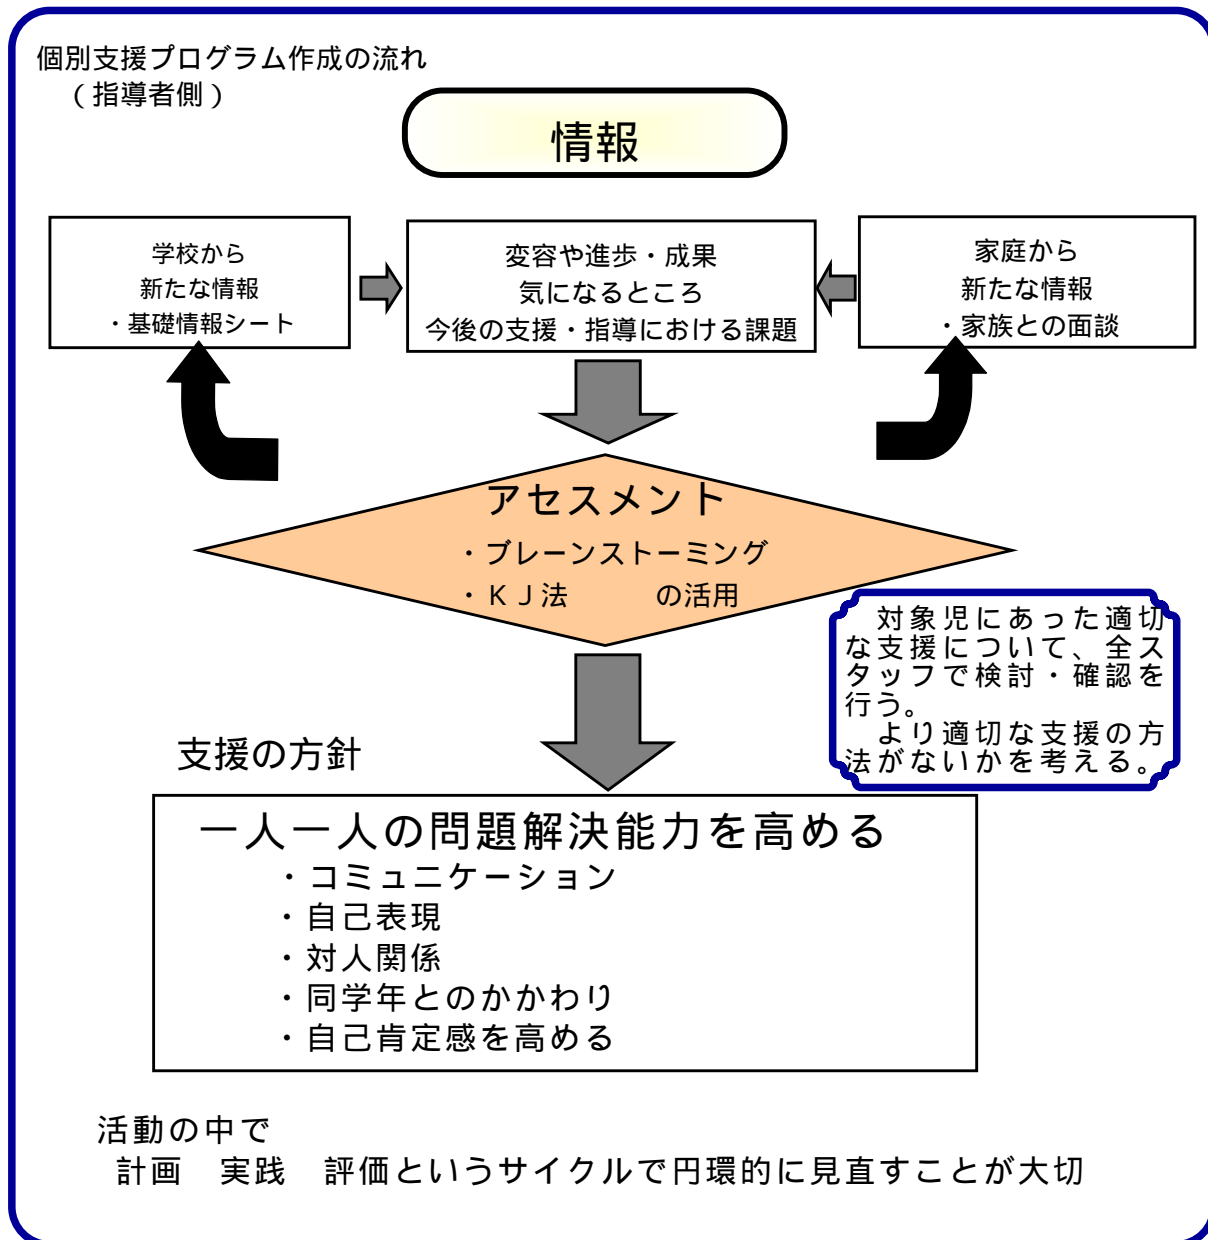 個別支援プログラム作成の流れ
（指導者側）
情報
学校から
新たな情報
・基礎情報シート
変容や進歩・成果
気になるところ
今後の支援・指導における課題
家庭から
新たな情報
・家族との面談
アセスメント
・ブレーンストーミング
・ＫＪ法　　　の活用
対象児にあった適切
な支援について、全ス
タッフで検討・確認を
行う。
より適切な支援の方
法がないかを考える。
支援の方針
一人一人の問題解決能力を高める
・コミュニケーション
・自己表現
・対人関係
・同学年とのかかわり
・自己肯定感を高める
活動の中で
計画　実践　評価というサイクルで円環的に見直すことが大切